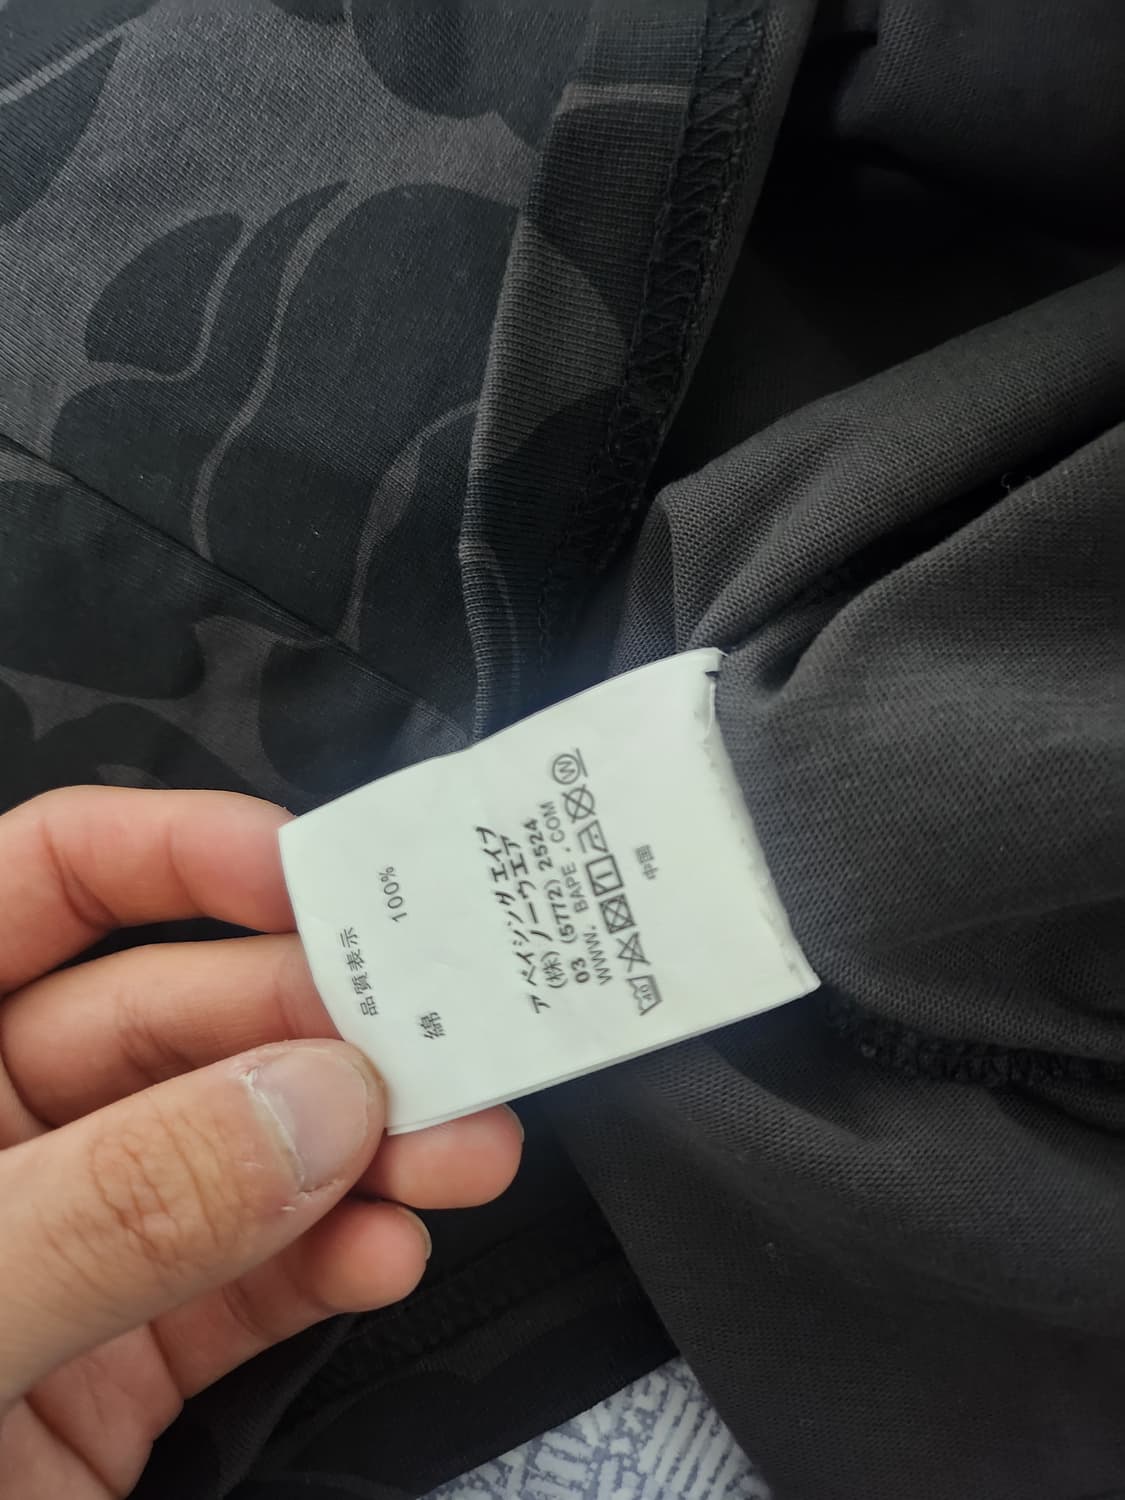 品質表示
綿 100%
ア ベイシング エイプ
(株) ノーウエア
03 (5772) 2524
WWW. BAPE .COM
中国